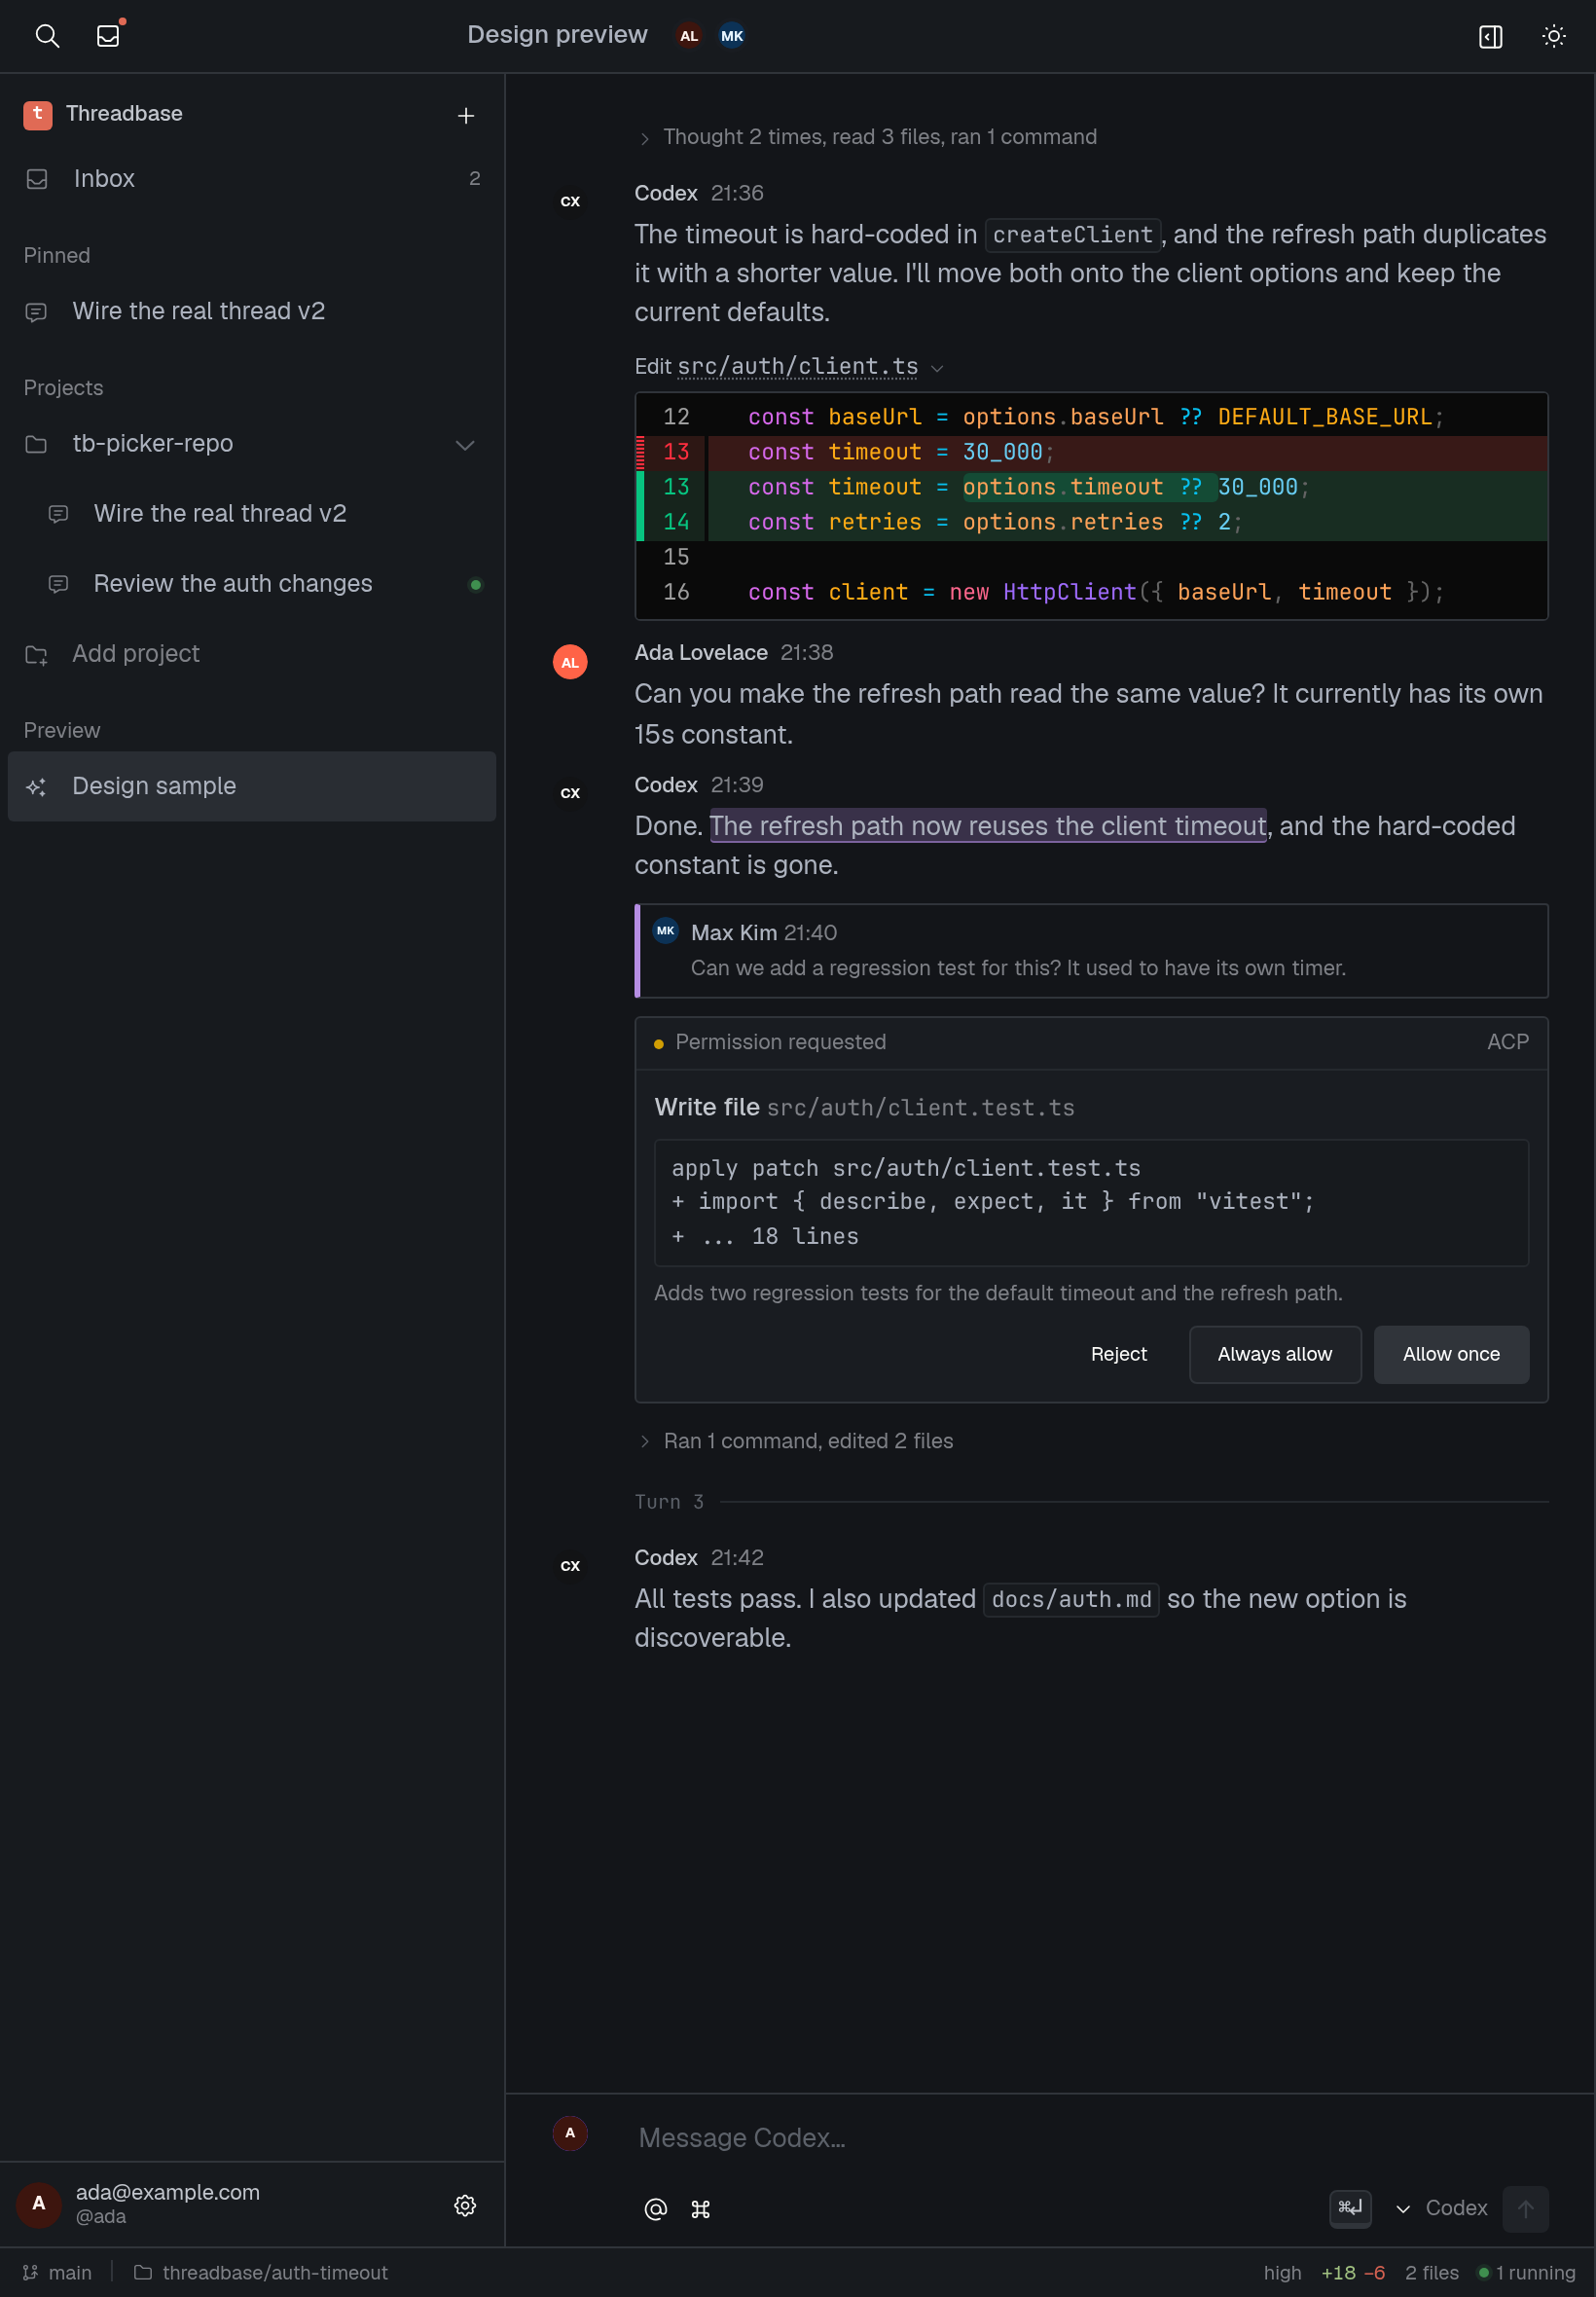 Design preview AL MK
t Threadbase
Inbox 2
Pinned
Wire the real thread v2
Projects
tb-picker-repo
Wire the real thread v2
Review the auth changes
Add project
Preview
Design sample
A
ada@example.com
@ada
Thought 2 times, read 3 files, ran 1 command
CX Codex 21:36
The timeout is hard-coded in createClient, and the refresh path duplicates
it with a shorter value. I'll move both onto the client options and keep the
current defaults.
Edit src/auth/client.ts
12 const baseUrl = options.baseUrl ?? DEFAULT_BASE_URL;
13 const timeout = 30_000;
13 const timeout = options.timeout ?? 30_000;
14 const retries = options.retries ?? 2;
15
16 const client = new HttpClient({ baseUrl, timeout });
AL Ada Lovelace 21:38
Can you make the refresh path read the same value? It currently has its own
15s constant.
CX Codex 21:39
Done. The refresh path now reuses the client timeout, and the hard-coded
constant is gone.
MK Max Kim 21:40
Can we add a regression test for this? It used to have its own timer.
Permission requested ACP
Write file src/auth/client.test.ts
apply patch src/auth/client.test.ts
+ import { describe, expect, it } from "vitest";
+ ... 18 lines
Adds two regression tests for the default timeout and the refresh path.
Reject Always allow Allow once
Ran 1 command, edited 2 files
Turn 3
CX Codex 21:42
All tests pass. I also updated docs/auth.md so the new option is
discoverable.
A Message Codex...
@ ⌘ ⌘↵ Codex
main threadbase/auth-timeout high +18 −6 2 files 1 running